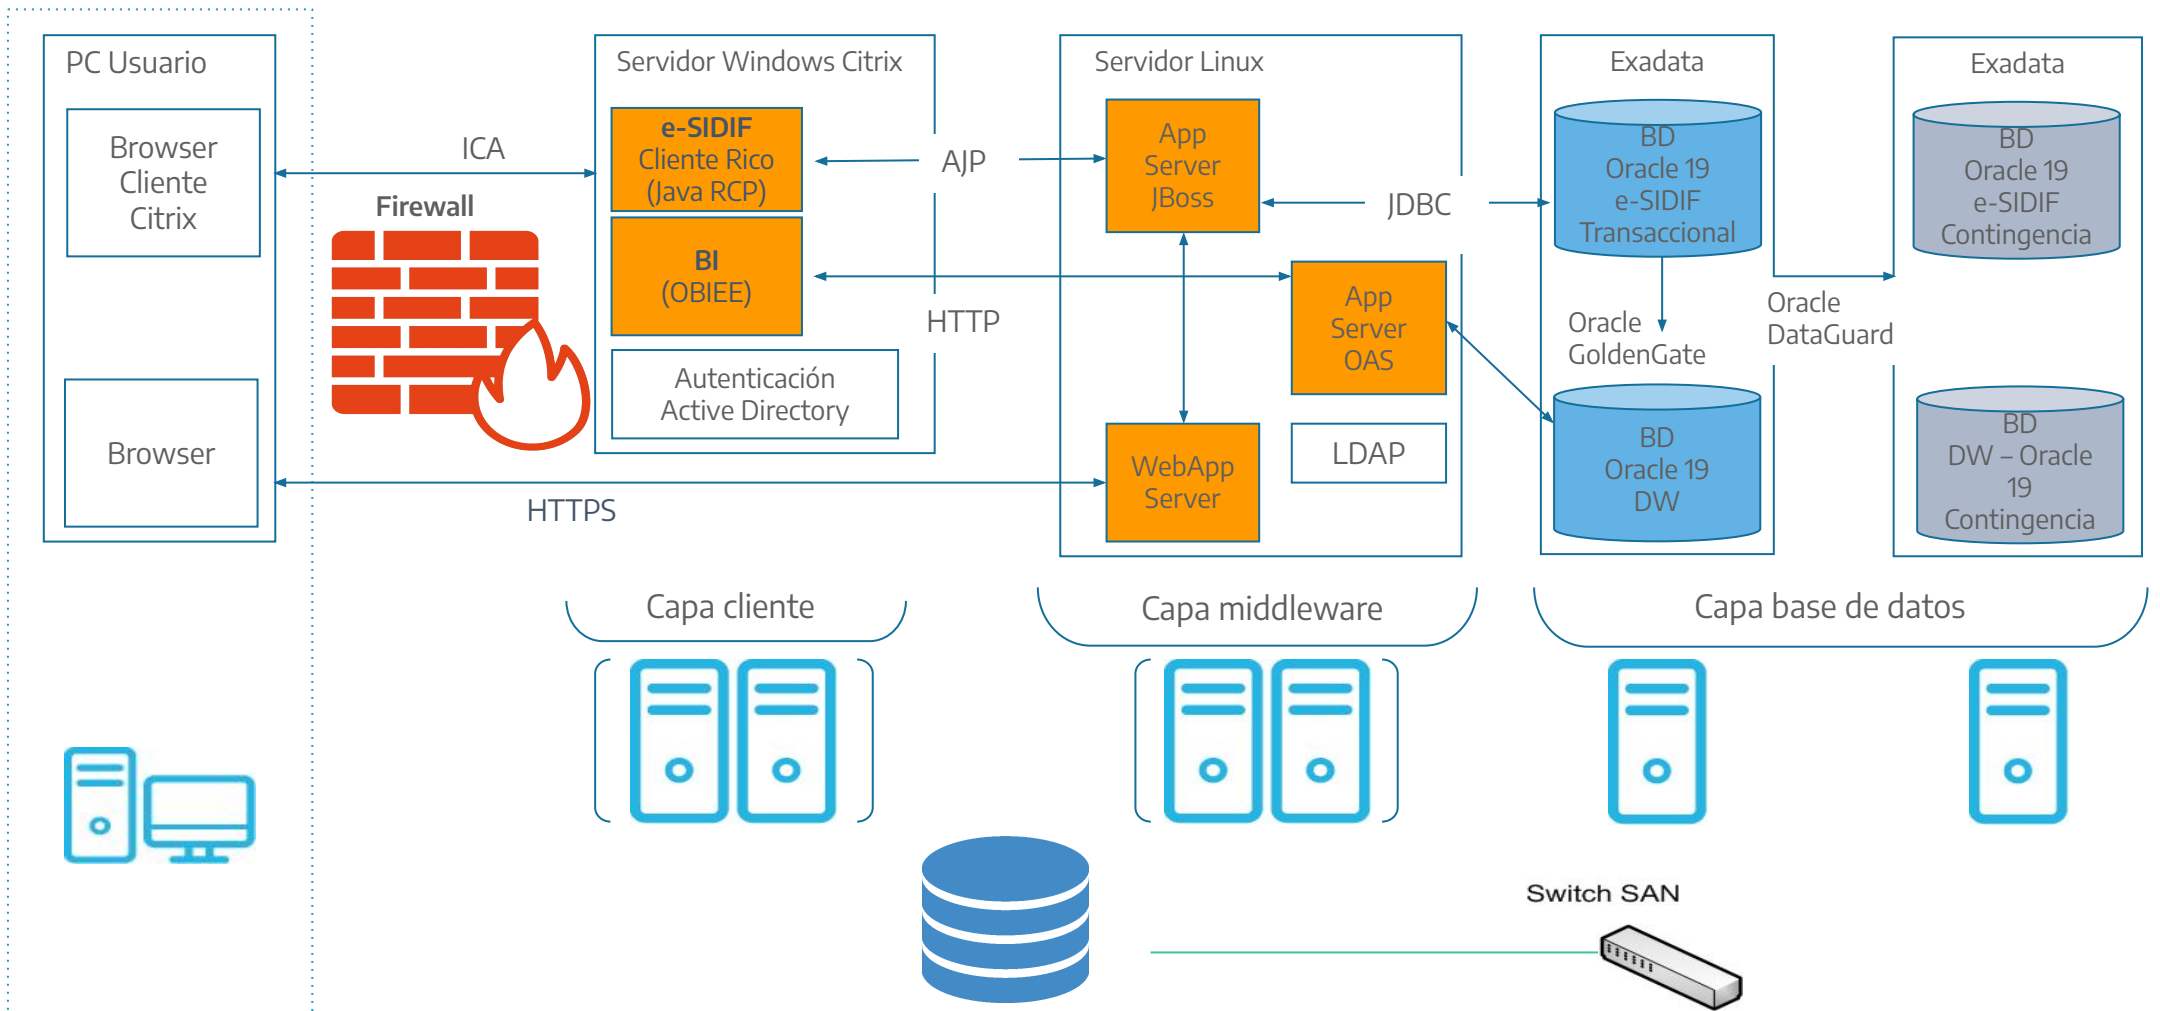 PC Usuario
Browser
Cliente
Citrix
Browser
ICA
Firewall
HTTPS
Servidor Windows Citrix
e-SIDIF
Cliente Rico
(Java RCP)
BI
(OBIEE)
Autenticación
Active Directory
AJP
HTTP
Servidor Linux
App
Server
JBoss
App
Server
OAS
WebApp
Server
LDAP
JDBC
Exadata
BD
Oracle 19
e-SIDIF
Transaccional
Oracle
GoldenGate
BD
Oracle 19
DW
Oracle
DataGuard
Exadata
BD
Oracle 19
e-SIDIF
Contingencia
BD
DW – Oracle
19
Contingencia
Capa cliente
Capa middleware
Capa base de datos
Switch SAN